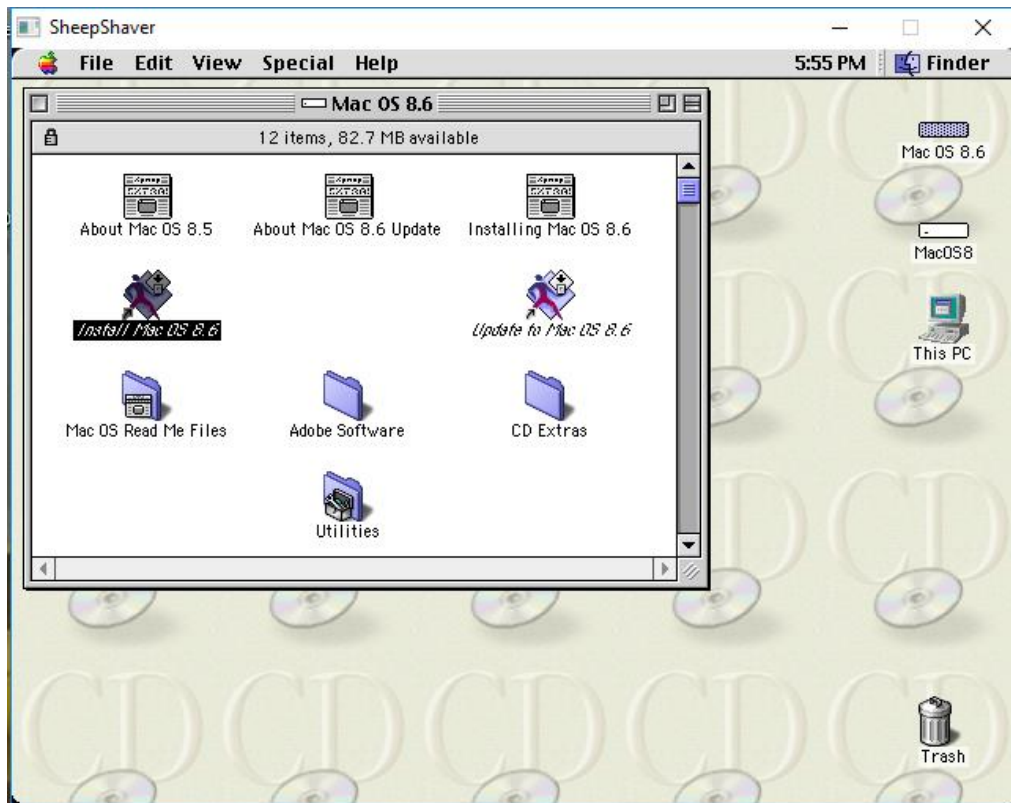 SheepShaver
File Edit View Special Help 5:55 PM Finder
Mac OS 8.6
12 items, 82.7 MB available
About Mac OS 8.5 About Mac OS 8.6 Update Installing Mac OS 8.6
Install Mac OS 8.6 Update to Mac OS 8.6
Mac OS Read Me Files Adobe Software CD Extras
Utilities
Mac OS 8.6
MacOS8
This PC
Trash
CD
CD
CD
CD
CD